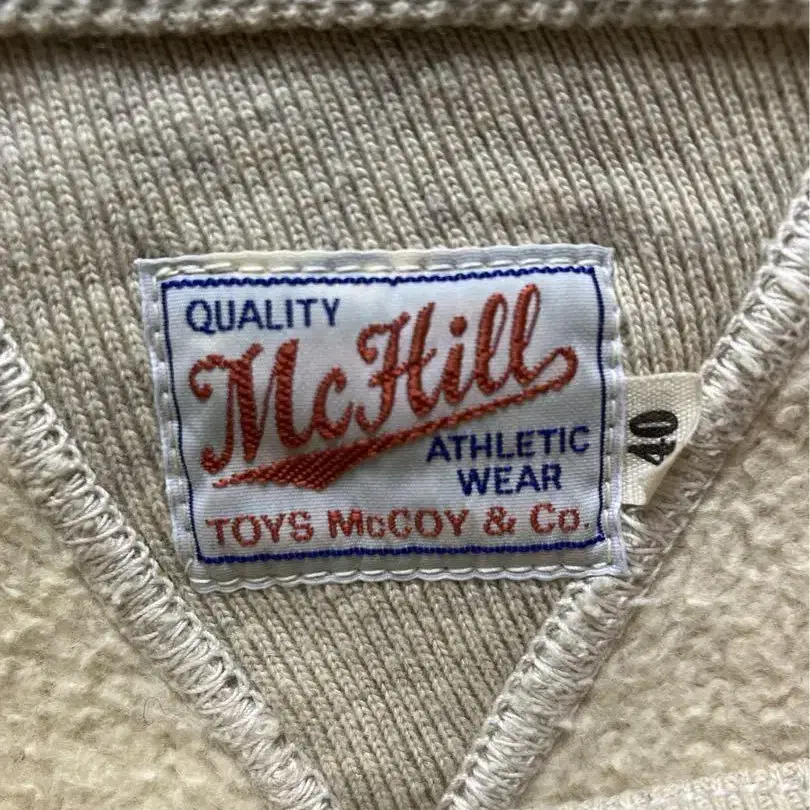 QUALITY
McHill
ATHLETIC
WEAR
TOYS McCOY & Co.
40